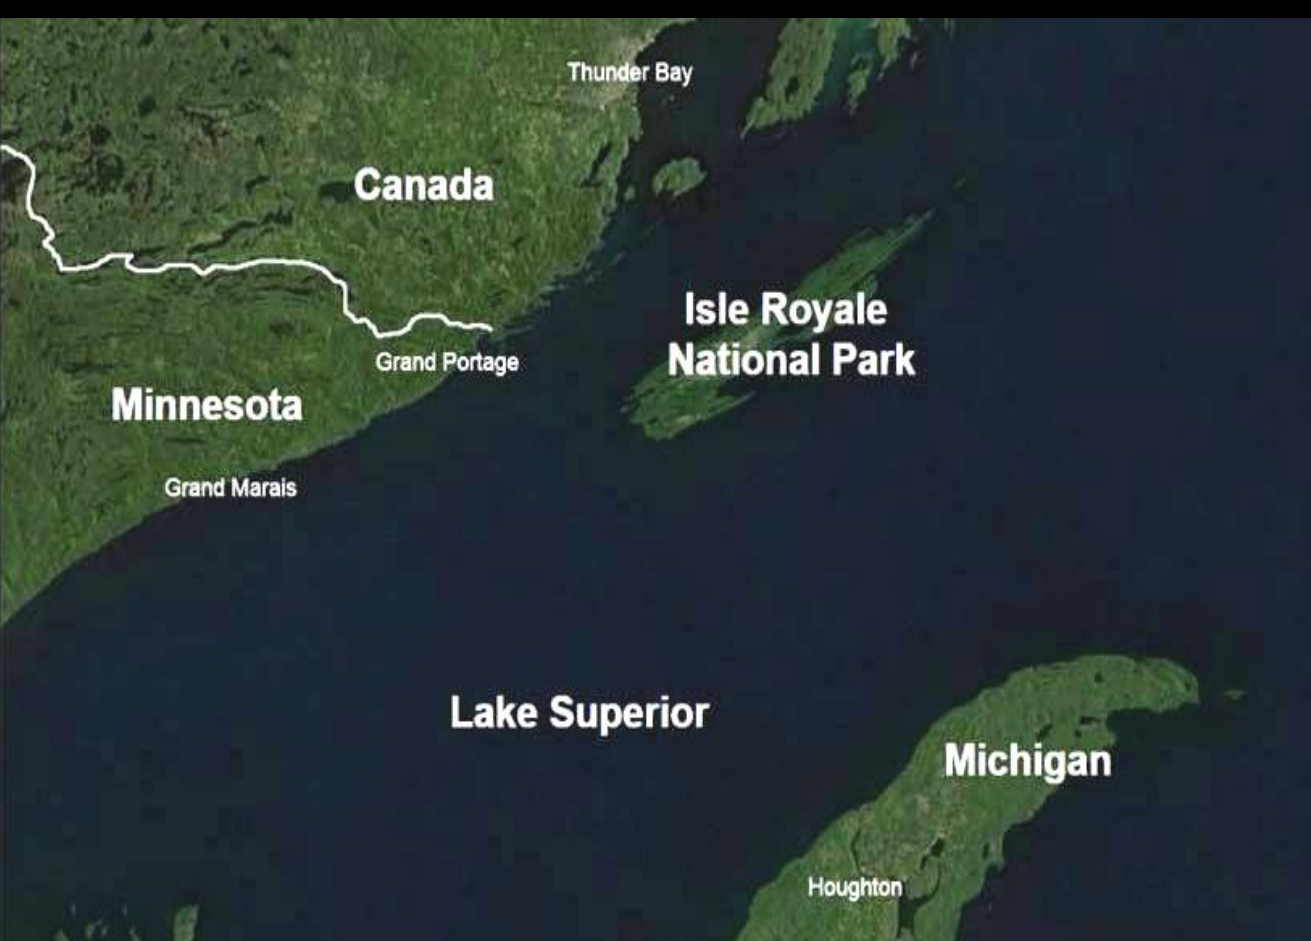 Thunder Bay
Canada
Isle Royale
National Park
Grand Portage
Minnesota
Grand Marais
Lake Superior
Michigan
Houghton